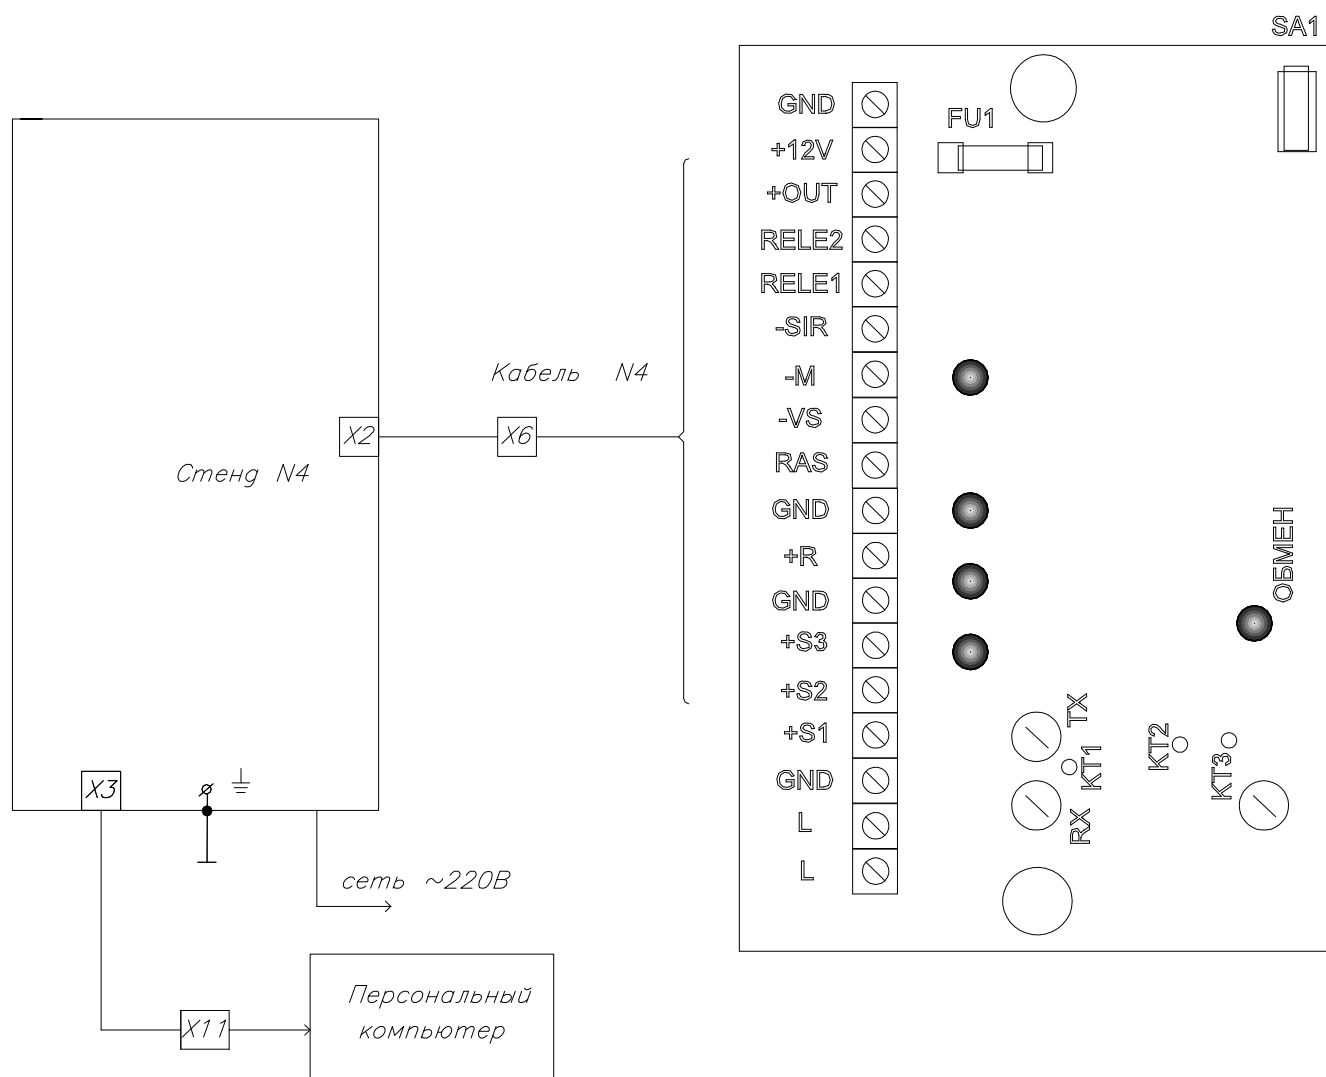 SA1
GND
FU1
+12V
+OUT
RELE2
RELE1
-SIR
-M
-VS
RAS
GND
+R
GND
+S3
+S2
+S1
GND
L
L
Кабель N4
X2
X6
Стенд N4
ОБМЕН
TX
KT1
KT2
KT3
RX
X3
сеть ~220В
Персональный
компьютер
X11